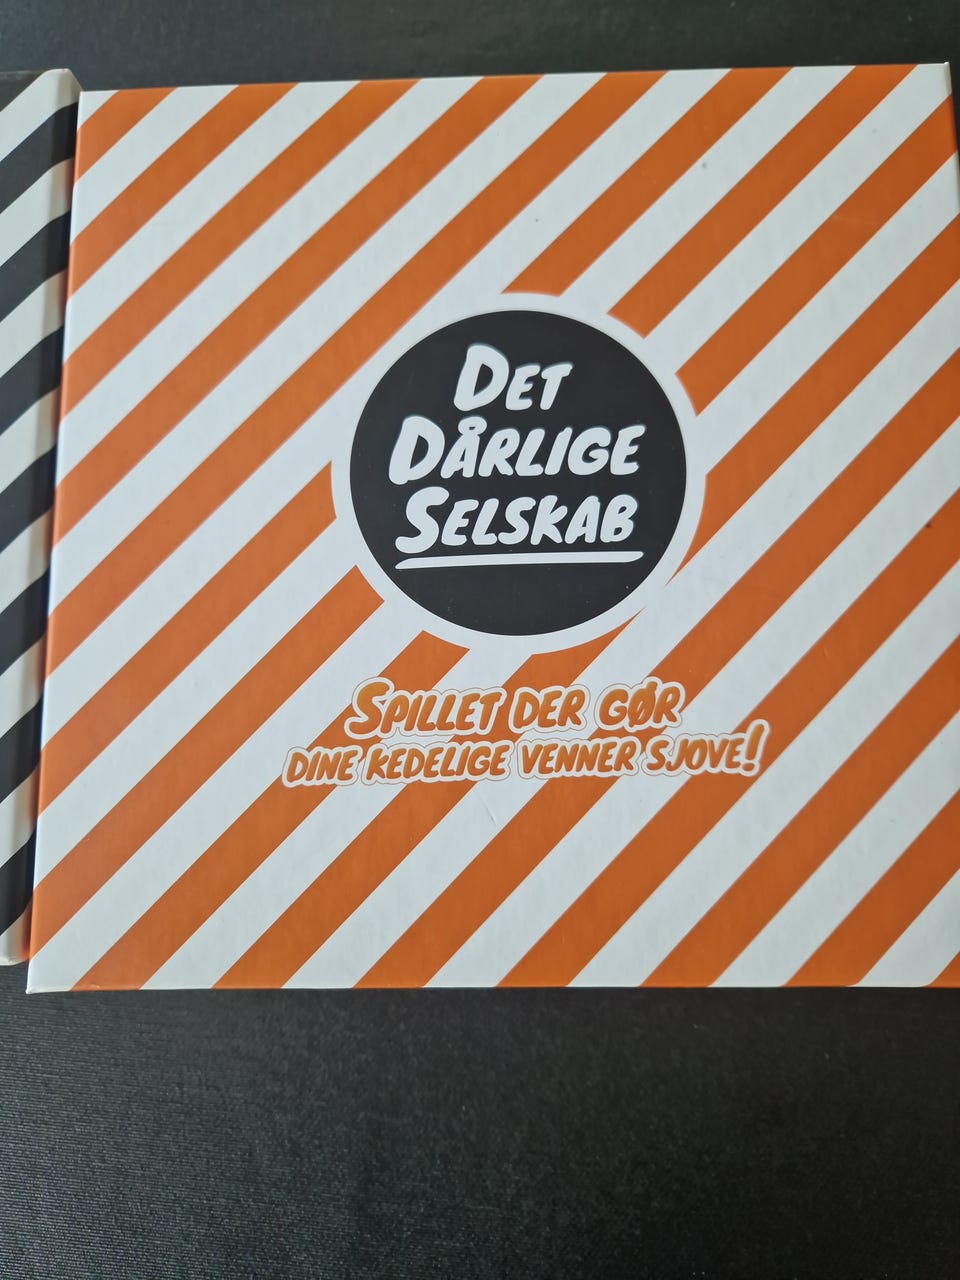 DET
DÅRLIGE
SELSKAB
SPILLET DER GØR
DINE KEDELIGE VENNER SJOVE!